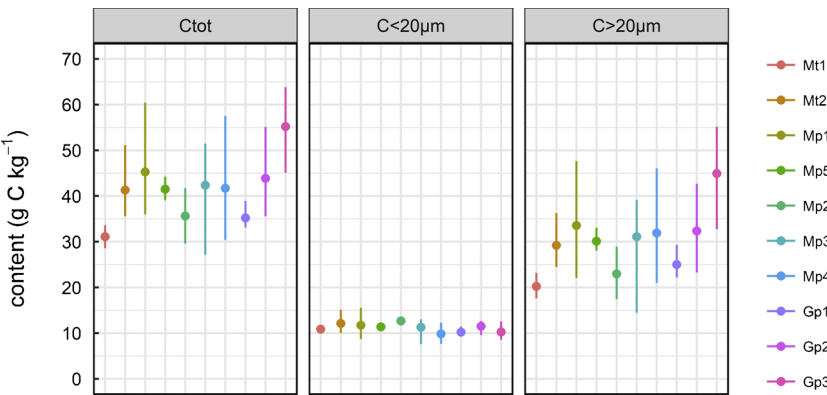 Ctot C<20µm C>20µm
content (g C kg⁻¹)
70
60
50
40
30
20
10
0
Mt1
Mt2
Mp1
Mp5
Mp2
Mp3
Mp4
Gp1
Gp2
Gp3